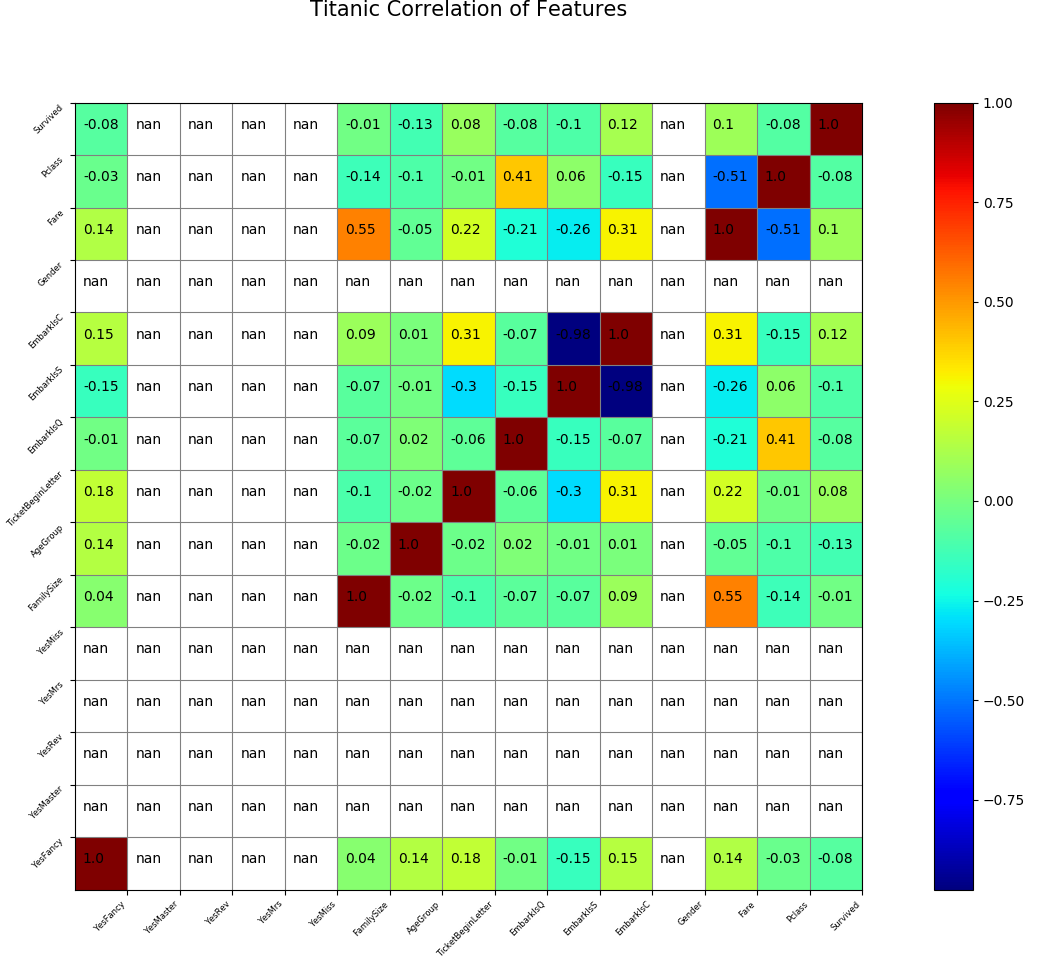 Titanic Correlation of Features
Survived -0.08 nan nan nan nan -0.01 -0.13 0.08 -0.08 -0.1 0.12 nan 0.1 -0.08 1.0
Pclass -0.03 nan nan nan nan -0.14 -0.1 -0.01 0.41 0.06 -0.15 nan -0.51 1.0 -0.08
Fare 0.14 nan nan nan nan 0.55 -0.05 0.22 -0.21 -0.26 0.31 nan 1.0 -0.51 0.1
Gender nan nan nan nan nan nan nan nan nan nan nan nan nan nan nan
EmbarkIsC 0.15 nan nan nan nan 0.09 0.01 0.31 -0.07 -0.98 1.0 nan 0.31 -0.15 0.12
EmbarkIsS -0.15 nan nan nan nan -0.07 -0.01 -0.3 -0.15 1.0 -0.98 nan -0.26 0.06 -0.1
EmbarkIsQ -0.01 nan nan nan nan -0.07 0.02 -0.06 1.0 -0.15 -0.07 nan -0.21 0.41 -0.08
TicketBeginLetter 0.18 nan nan nan nan -0.1 -0.02 1.0 -0.06 -0.3 0.31 nan 0.22 -0.01 0.08
AgeGroup 0.14 nan nan nan nan -0.02 1.0 -0.02 0.02 -0.01 0.01 nan -0.05 -0.1 -0.13
FamilySize 0.04 nan nan nan nan 1.0 -0.02 -0.1 -0.07 -0.07 0.09 nan 0.55 -0.14 -0.01
YesMiss nan nan nan nan nan nan nan nan nan nan nan nan nan nan nan
YesMrs nan nan nan nan nan nan nan nan nan nan nan nan nan nan nan
YesRev nan nan nan nan nan nan nan nan nan nan nan nan nan nan nan
YesMaster nan nan nan nan nan nan nan nan nan nan nan nan nan nan nan
YesFancy 1.0 nan nan nan nan 0.04 0.14 0.18 -0.01 -0.15 0.15 nan 0.14 -0.03 -0.08
YesFancy YesMaster YesRev YesMrs YesMiss FamilySize AgeGroup TicketBeginLetter EmbarkIsQ EmbarkIsS EmbarkIsC Gender Fare Pclass Survived
1.00
0.75
0.50
0.25
0.00
−0.25
−0.50
−0.75